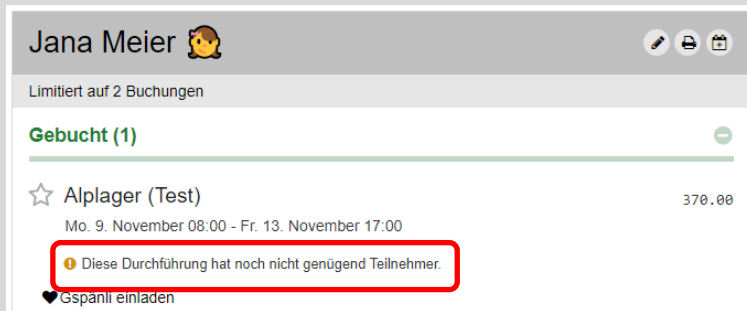 Jana Meier
Limitiert auf 2 Buchungen
Gebucht (1)
Alplager (Test) 370.00
Mo. 9. November 08:00 - Fr. 13. November 17:00
Diese Durchführung hat noch nicht genügend Teilnehmer.
Gspänli einladen